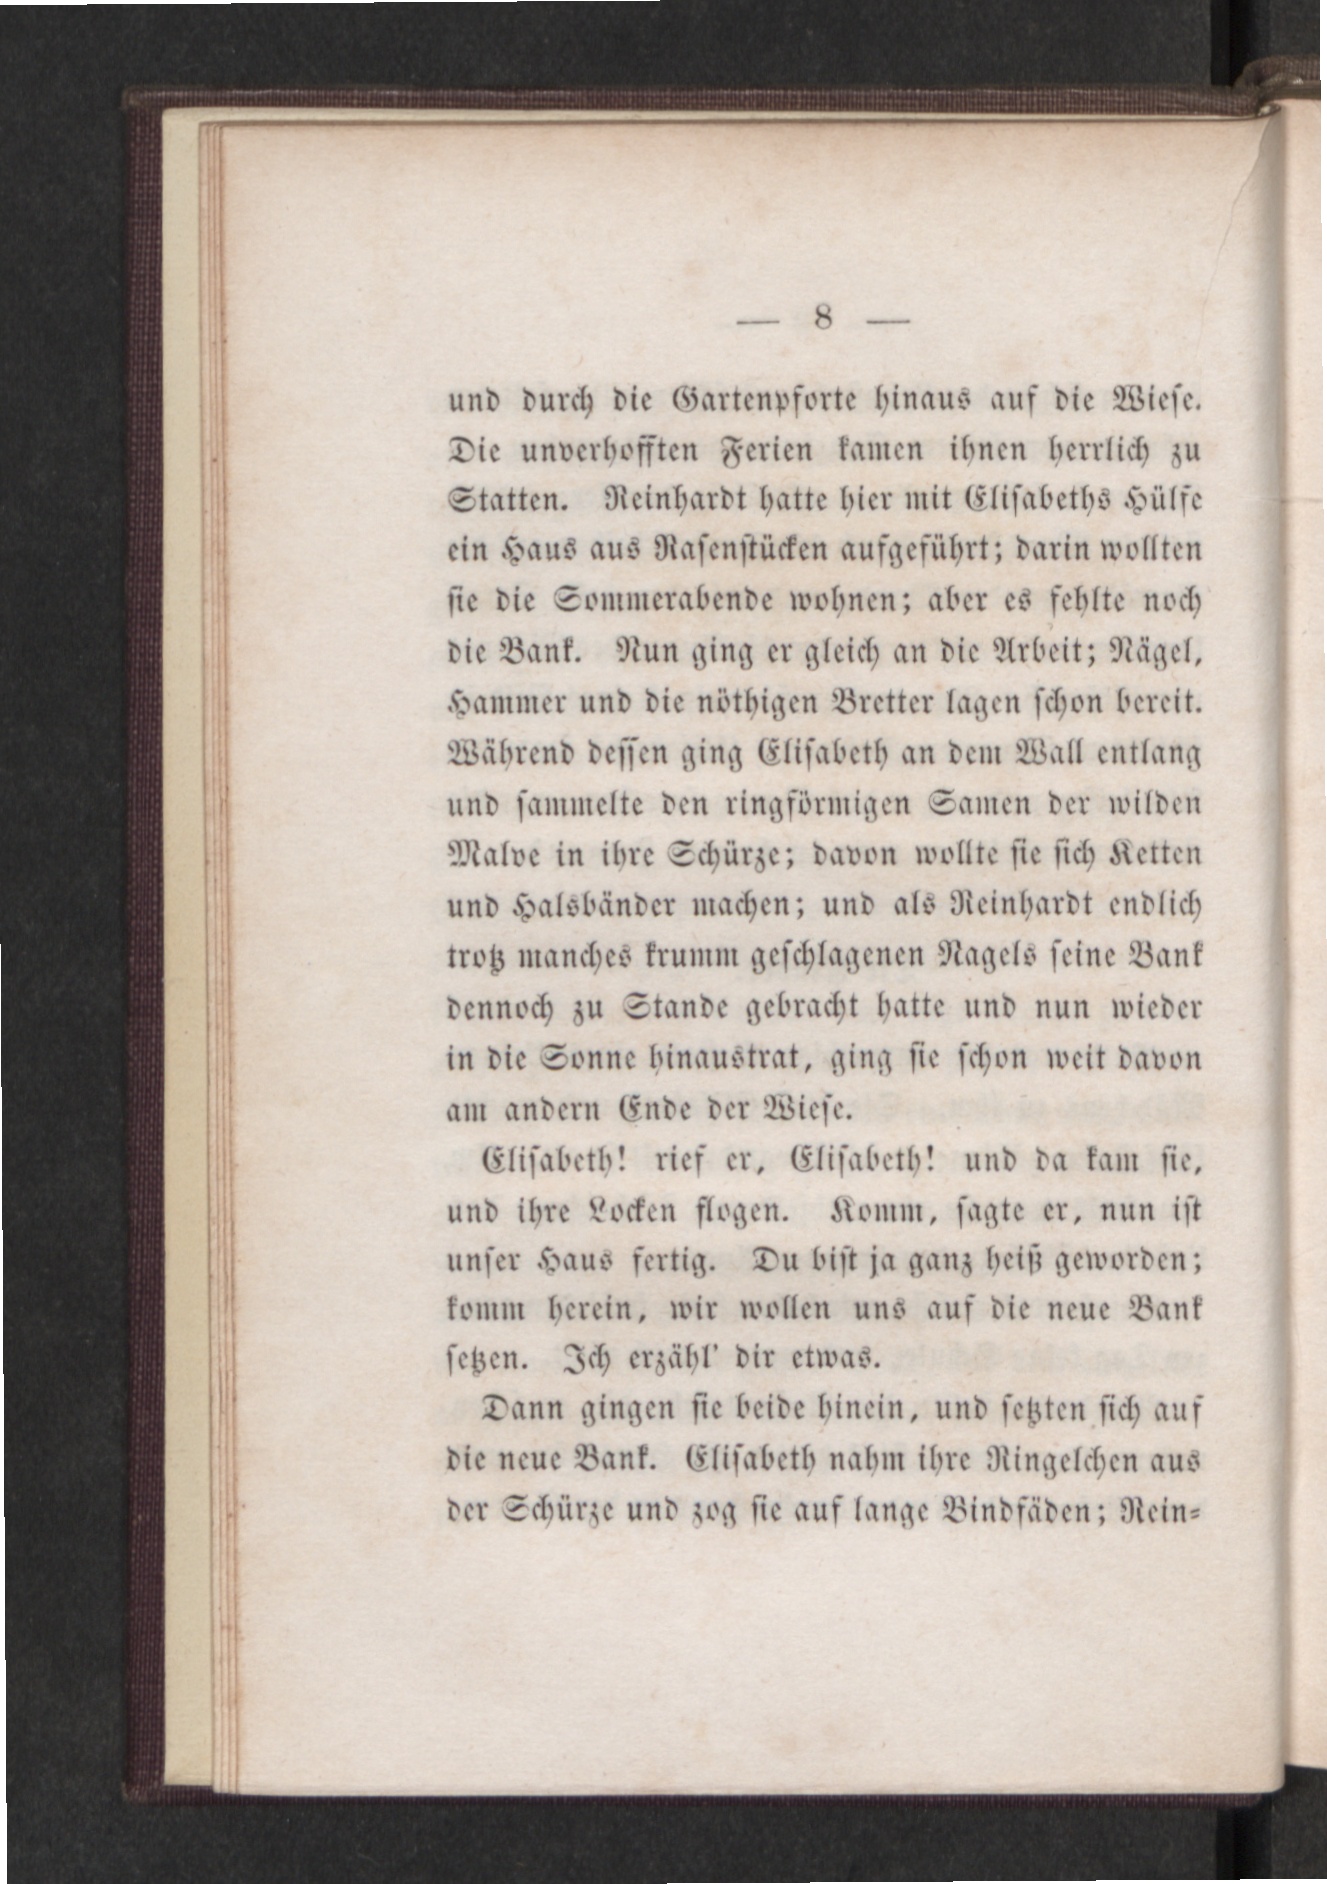 — 8 —
und durch die Gartenpforte hinaus auf die Wiese.
Die unverhofften Ferien kamen ihnen herrlich zu
Statten. Reinhardt hatte hier mit Elisabeths Hülfe
ein Haus aus Rasenstücken aufgeführt; darin wollten
sie die Sommerabende wohnen; aber es fehlte noch
die Bank. Nun ging er gleich an die Arbeit; Nägel,
Hammer und die nöthigen Bretter lagen schon bereit.
Während dessen ging Elisabeth an dem Wall entlang
und sammelte den ringförmigen Samen der wilden
Malve in ihre Schürze; davon wollte sie sich Ketten
und Halsbänder machen; und als Reinhardt endlich
trotz manches krumm geschlagenen Nagels seine Bank
dennoch zu Stande gebracht hatte und nun wieder
in die Sonne hinaustrat, ging sie schon weit davon
am andern Ende der Wiese.
Elisabeth! rief er, Elisabeth! und da kam sie,
und ihre Locken flogen. Komm, sagte er, nun ist
unser Haus fertig. Du bist ja ganz heiß geworden;
komm herein, wir wollen uns auf die neue Bank
setzen. Ich erzähl' dir etwas.
Dann gingen sie beide hinein, und setzten sich auf
die neue Bank. Elisabeth nahm ihre Ringelchen aus
der Schürze und zog sie auf lange Bindfäden; Rein-